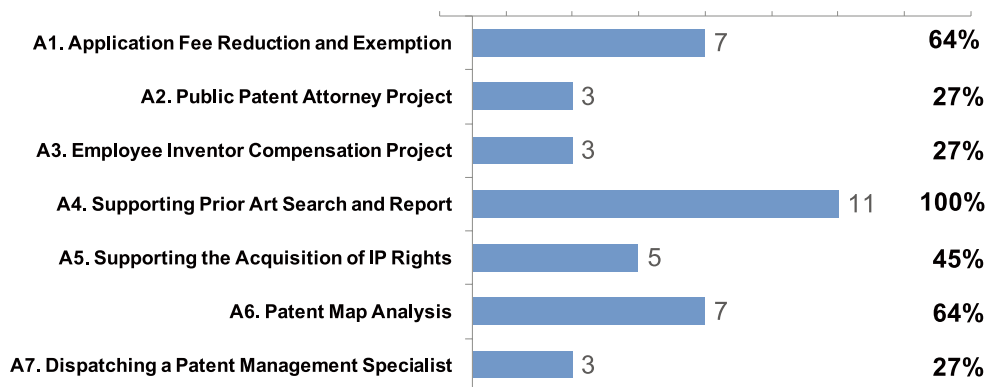 A1. Application Fee Reduction and Exemption 7 64%
A2. Public Patent Attorney Project 3 27%
A3. Employee Inventor Compensation Project 3 27%
A4. Supporting Prior Art Search and Report 11 100%
A5. Supporting the Acquisition of IP Rights 5 45%
A6. Patent Map Analysis 7 64%
A7. Dispatching a Patent Management Specialist 3 27%